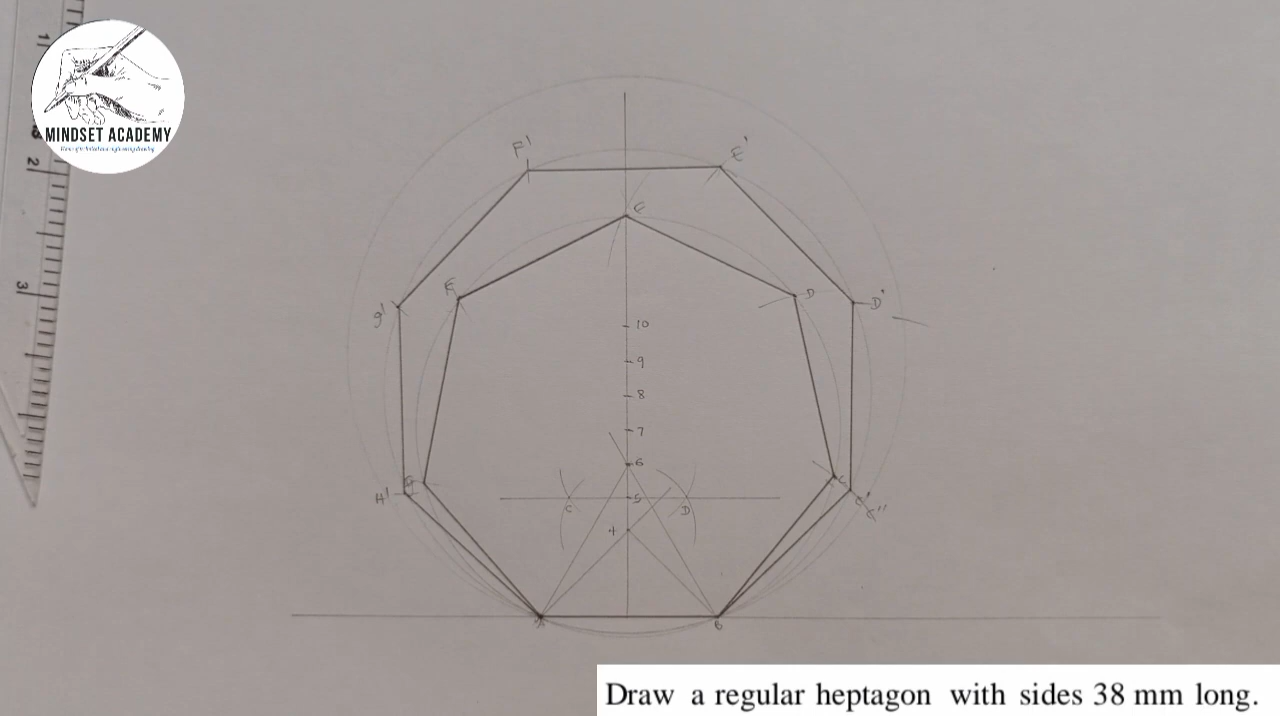 1
MINDSET ACADEMY
2
3
F'
E'
E
g'
F
D
D'
10
9
8
7
6
5
4
C
D
H'
G
C
C'
C''
A
B
Draw a regular heptagon with sides 38 mm long.